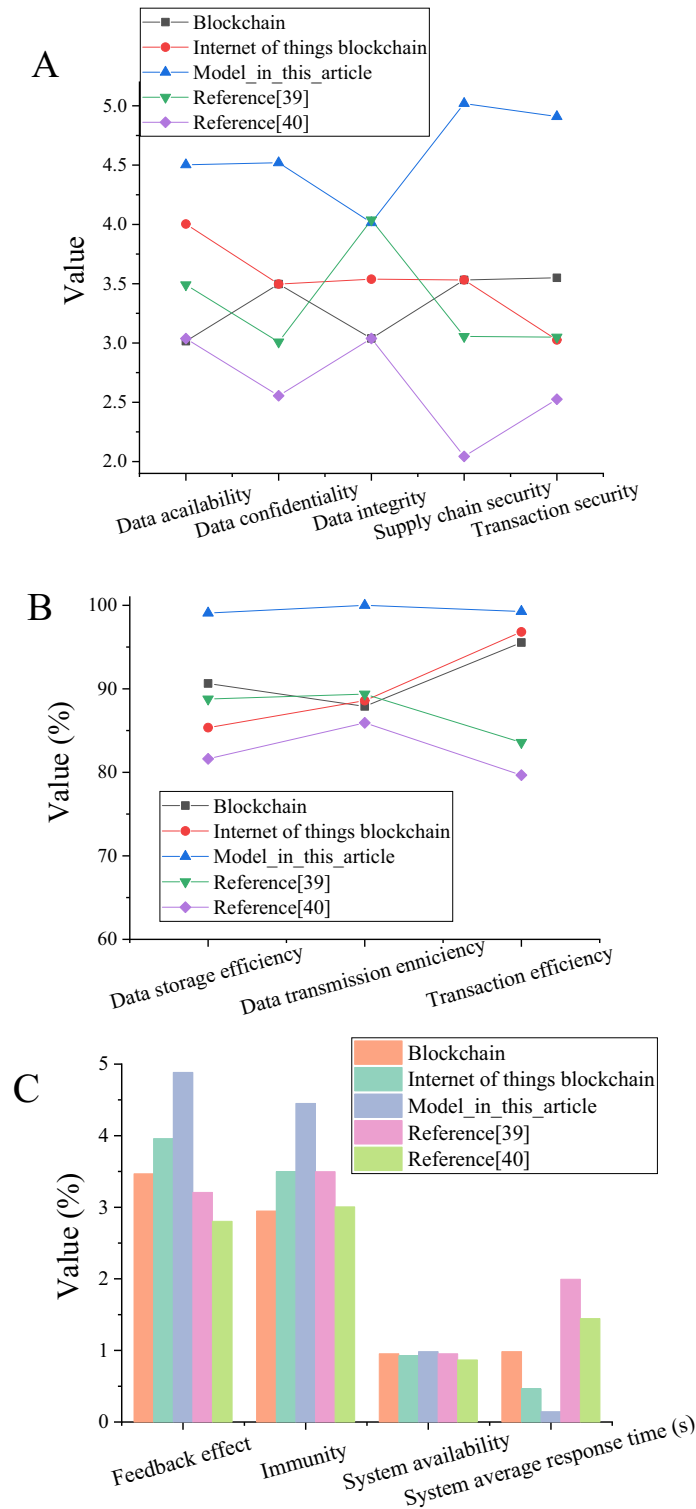 A
Blockchain
Internet of things blockchain
Model_in_this_article
Reference[39]
Reference[40]
Value
5.0
4.5
4.0
3.5
3.0
2.5
2.0
Data acailability
Data confidentiality
Data integrity
Supply chain security
Transaction security
B
Value (%)
100
90
80
70
60
Blockchain
Internet of things blockchain
Model_in_this_article
Reference[39]
Reference[40]
Data storage efficiency
Data transmission enniciency
Transaction efficiency
C
Blockchain
Internet of things blockchain
Model_in_this_article
Reference[39]
Reference[40]
Value (%)
5
4
3
2
1
0
Feedback effect
Immunity
System availability
System average response time (s)